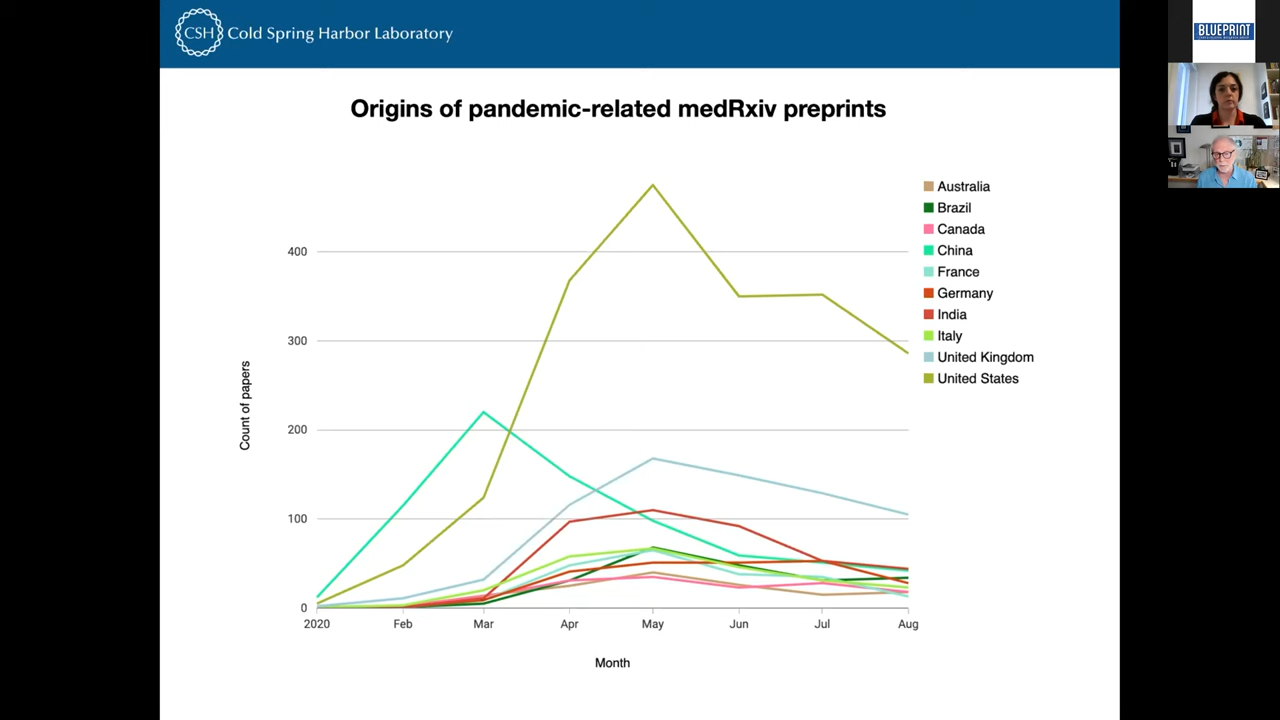 CSH Cold Spring Harbor Laboratory
BLUEPRINT
Origins of pandemic-related medRxiv preprints
Australia
Brazil
Canada
China
France
Germany
India
Italy
United Kingdom
United States
400
300
200
100
0
Count of papers
2020 Feb Mar Apr May Jun Jul Aug
Month